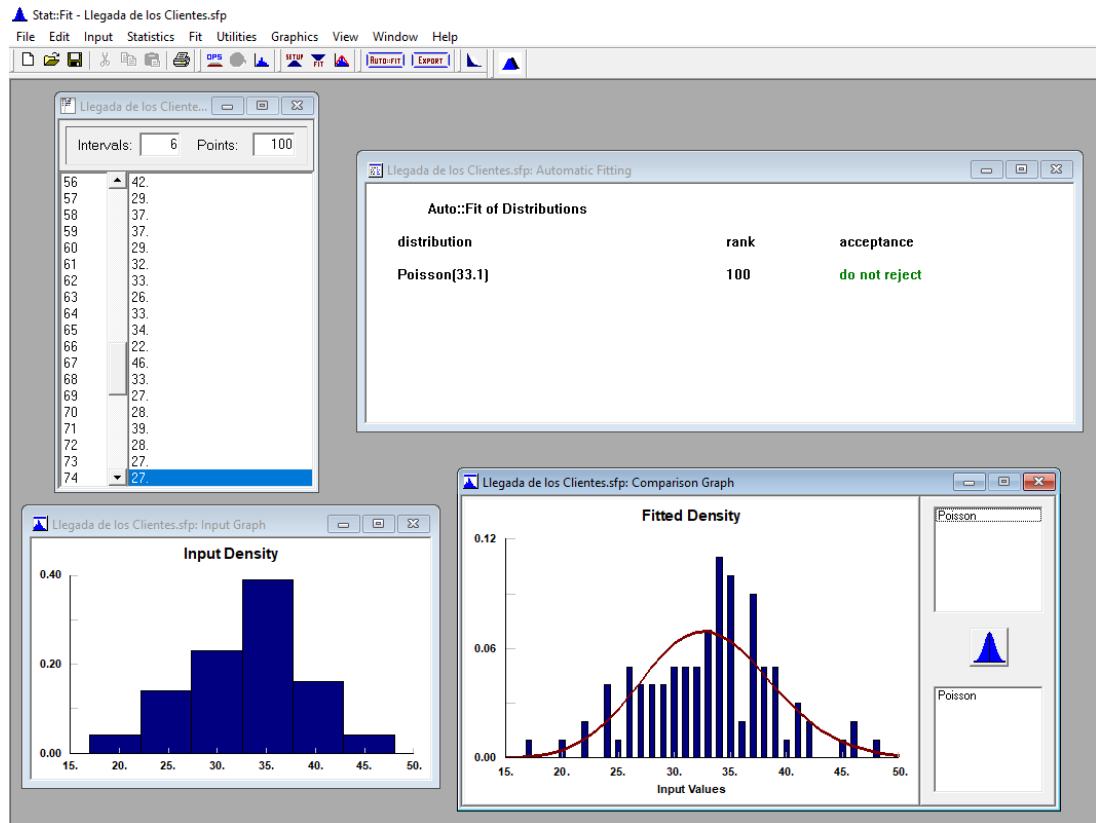 Stat::Fit - Llegada de los Clientes.sfp
File Edit Input Statistics Fit Utilities Graphics View Window Help
OPS SETUP FIT AUTO::FIT EXPORT
Llegada de los Cliente...
Intervals: 6 Points: 100
56 42.
57 29.
58 37.
59 37.
60 29.
61 32.
62 33.
63 26.
64 33.
65 34.
66 22.
67 46.
68 33.
69 27.
70 28.
71 39.
72 28.
73 27.
74 27.
Llegada de los Clientes.sfp: Automatic Fitting
Auto::Fit of Distributions
distribution rank acceptance
Poisson(33.1) 100 do not reject
Llegada de los Clientes.sfp: Input Graph
Input Density
0.40
0.20
0.00
15. 20. 25. 30. 35. 40. 45. 50.
Llegada de los Clientes.sfp: Comparison Graph
Fitted Density
0.12
0.06
0.00
15. 20. 25. 30. 35. 40. 45. 50.
Input Values
Poisson
Poisson